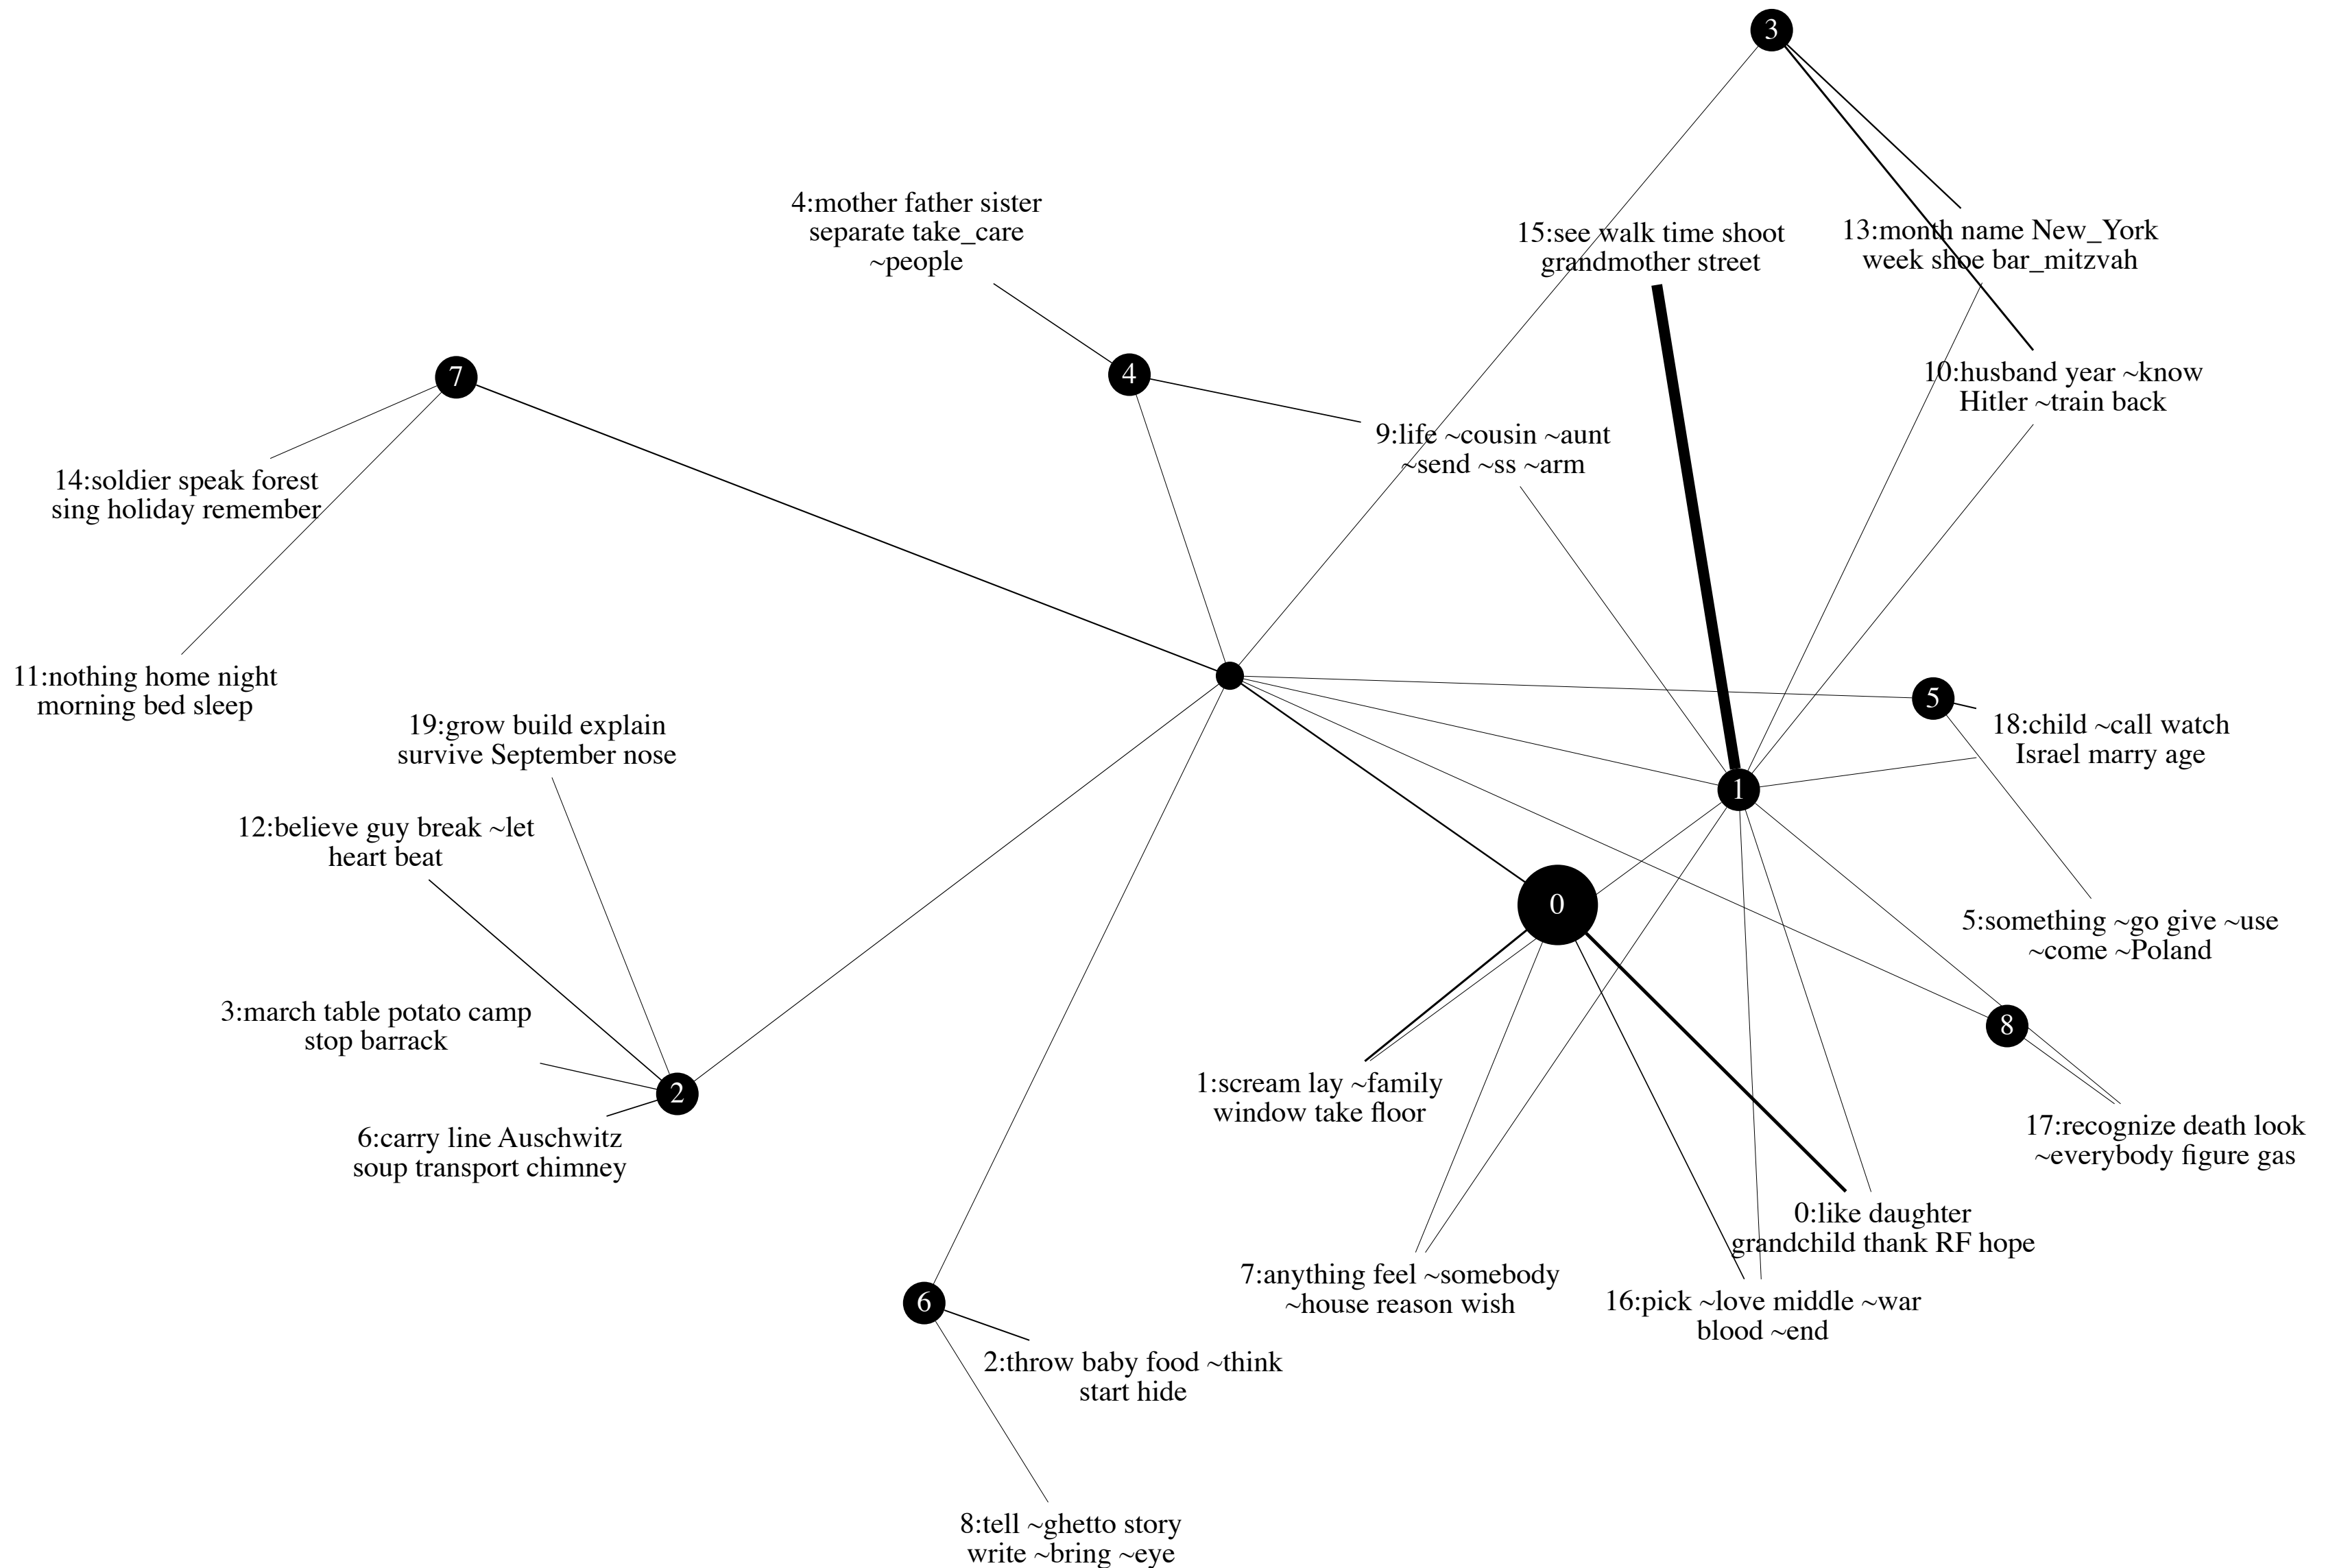 3
4:mother father sister
separate take_care
~people
15:see walk time shoot
grandmother street
13:month name New_York
week shoe bar_mitzvah
7
4
10:husband year ~know
Hitler ~train back
9:life ~cousin ~aunt
~send ~ss ~arm
14:soldier speak forest
sing holiday remember
11:nothing home night
morning bed sleep
5
19:grow build explain
survive September nose
18:child ~call watch
Israel marry age
1
12:believe guy break ~let
heart beat
0
5:something ~go give ~use
~come ~Poland
3:march table potato camp
stop barrack
8
2
1:scream lay ~family
window take floor
6:carry line Auschwitz
soup transport chimney
17:recognize death look
~everybody figure gas
0:like daughter
grandchild thank RF hope
7:anything feel ~somebody
~house reason wish
6
16:pick ~love middle ~war
blood ~end
2:throw baby food ~think
start hide
8:tell ~ghetto story
write ~bring ~eye